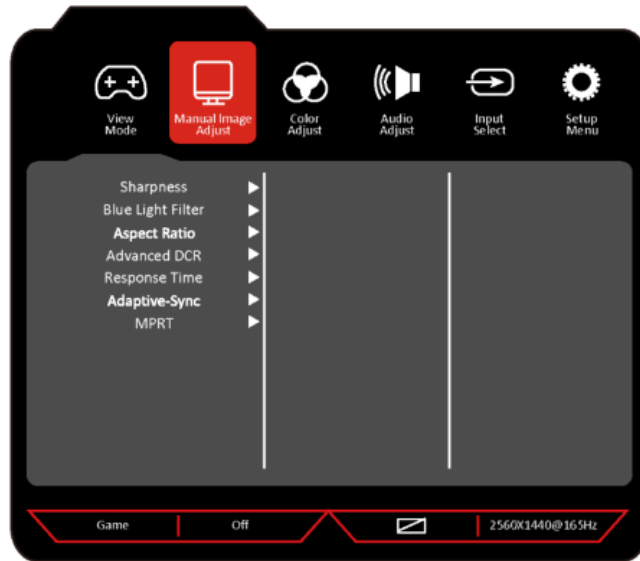 View
Mode
Manual Image
Adjust
Color
Adjust
Audio
Adjust
Input
Select
Setup
Menu
Sharpness
Blue Light Filter
Aspect Ratio
Advanced DCR
Response Time
Adaptive-Sync
MPRT
Game
Off
2560X1440@165Hz